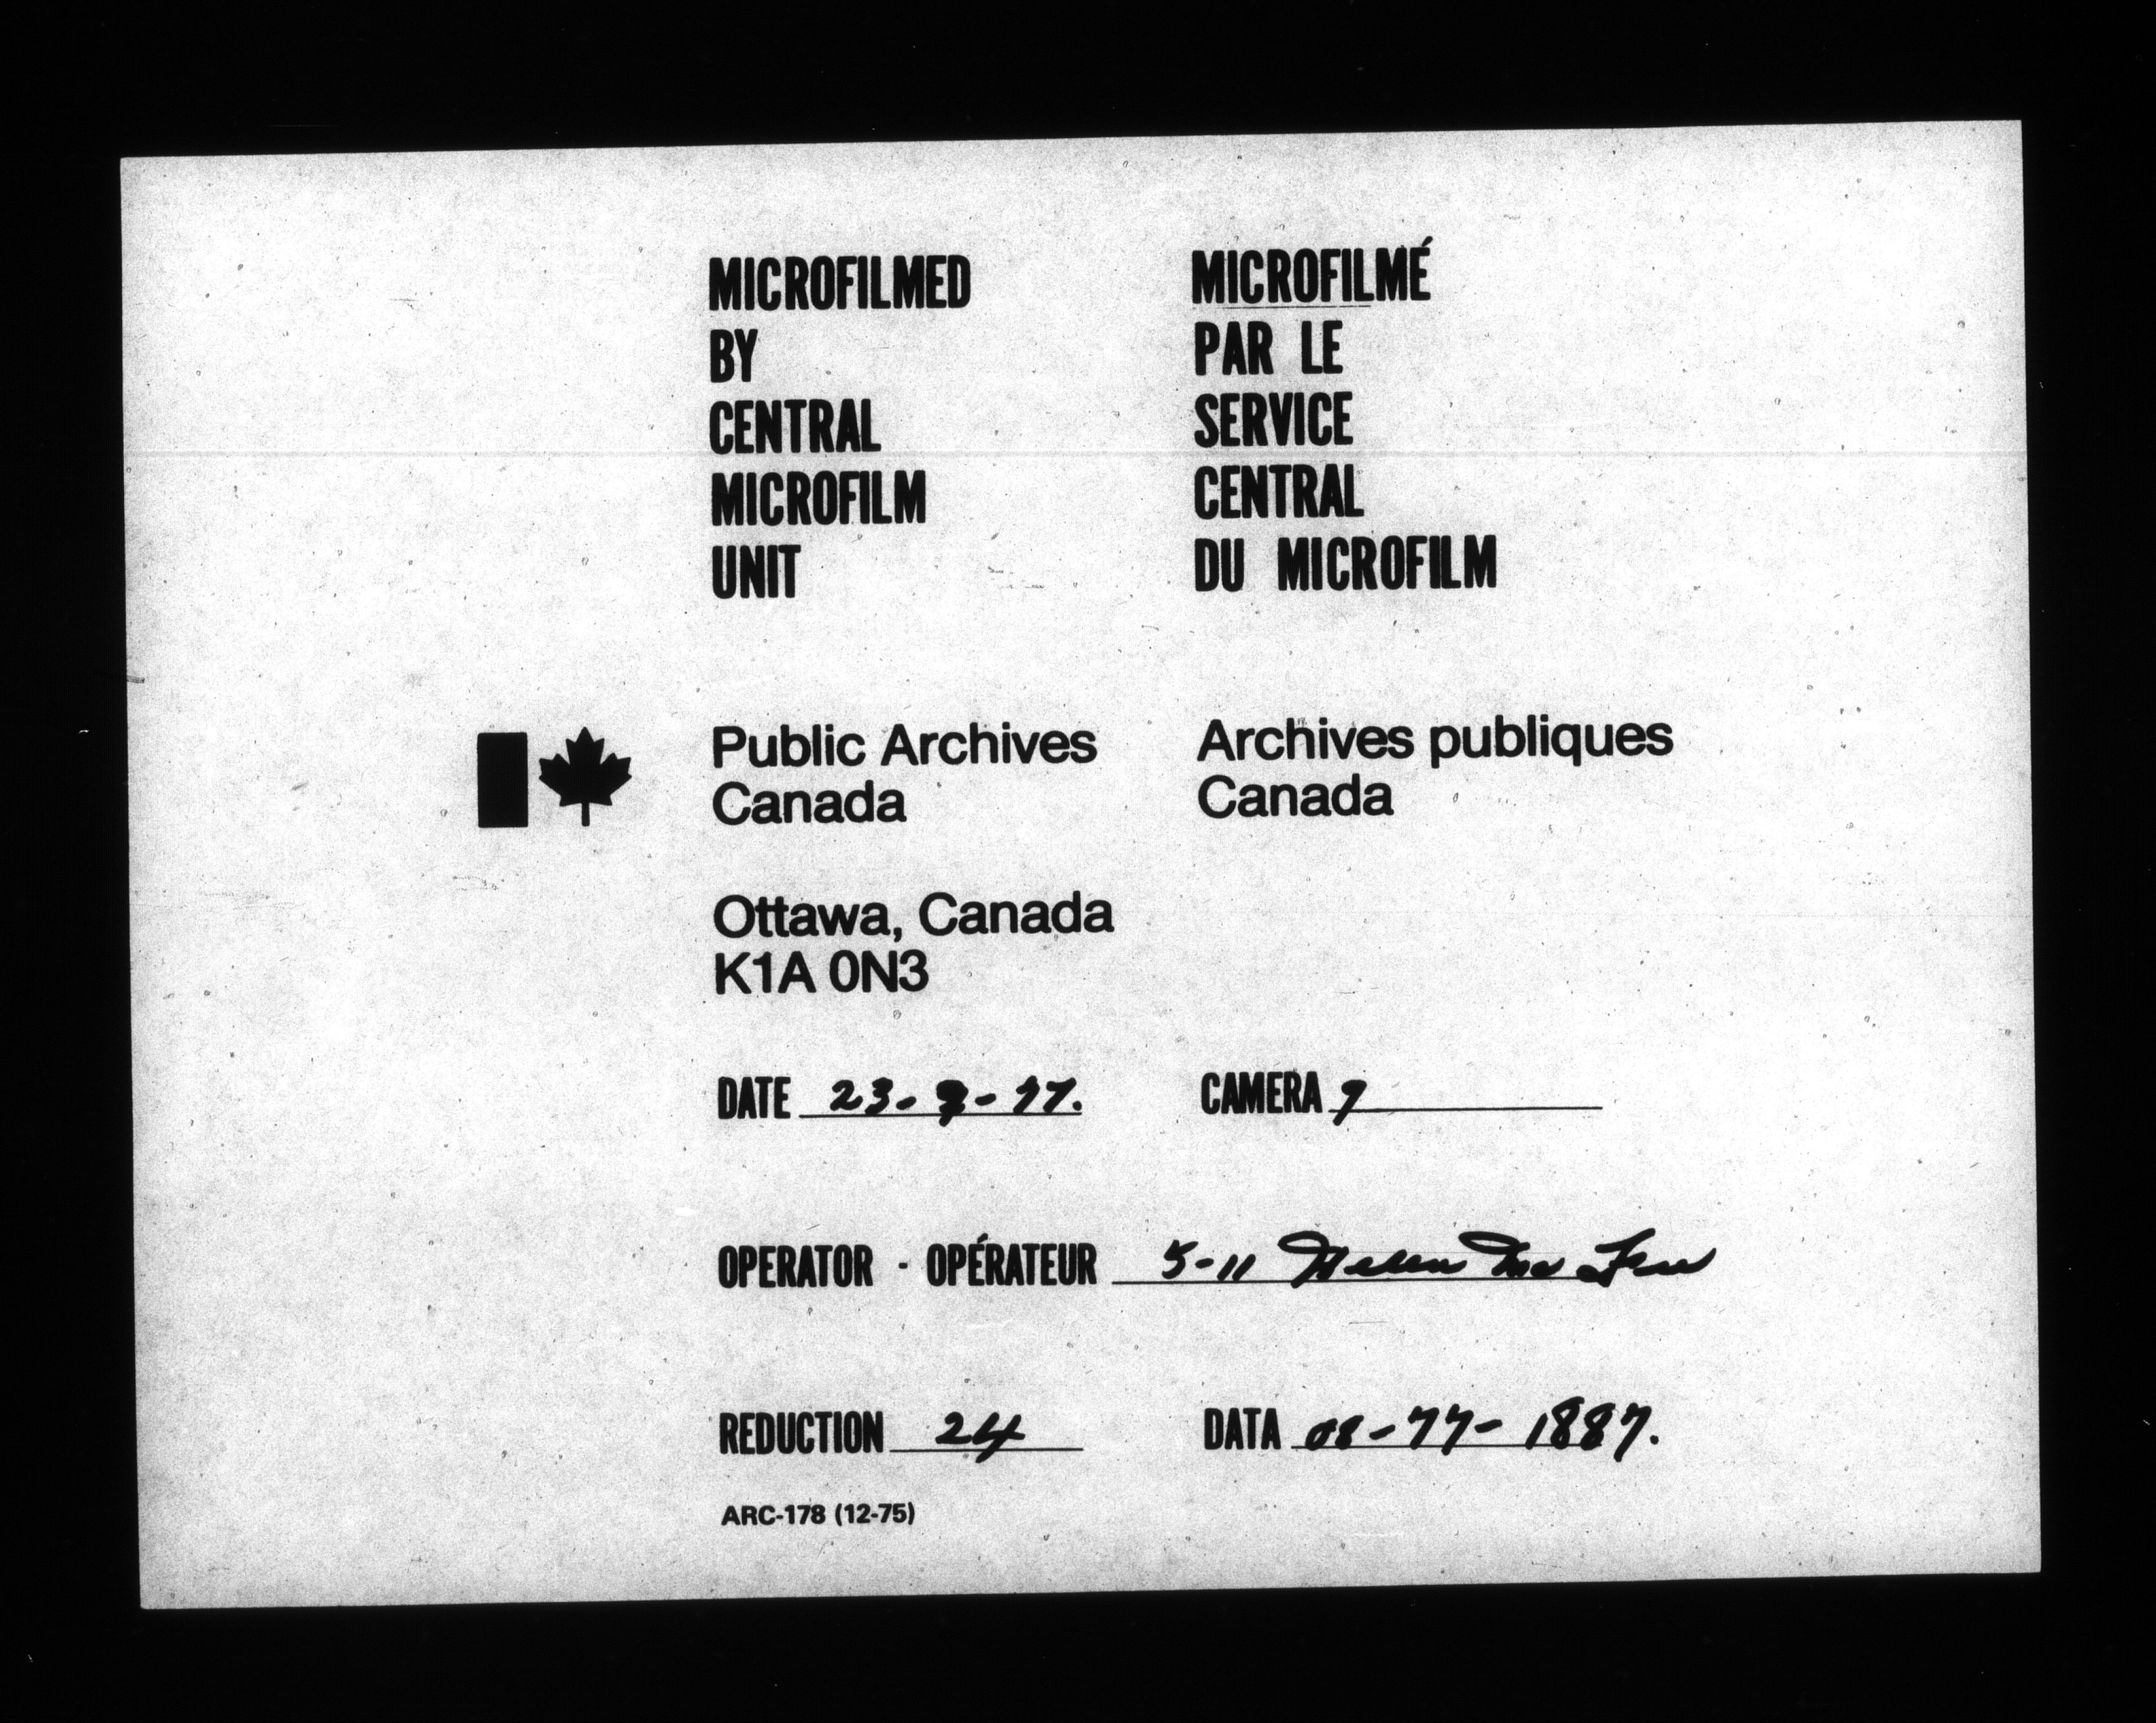 MICROFILMED
BY
CENTRAL
MICROFILM
UNIT
MICROFILMÉ
PAR LE
SERVICE
CENTRAL
DU MICROFILM
Public Archives
Canada
Archives publiques
Canada
Ottawa, Canada
K1A 0N3
DATE 23- -77.
CAMERA 7
OPERATOR - OPÉRATEUR 5-11 Helen
REDUCTION 24
DATA 08-77-1887.
ARC-178 (12-75)